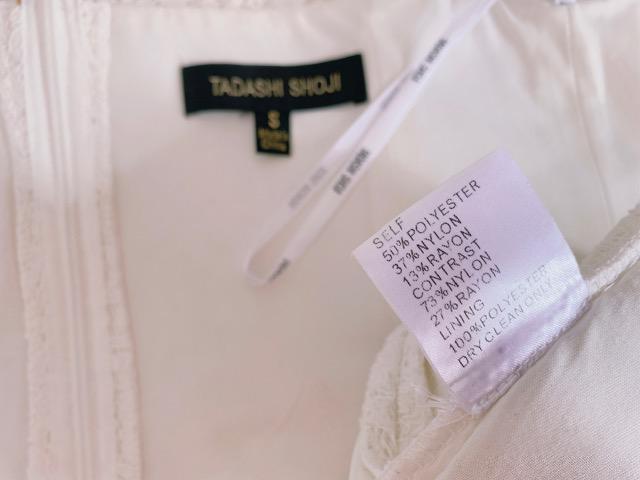 TADASHI SHOJI
S
SELF
50%POLYESTER
37%NYLON
13%RAYON
CONTRAST
73%NYLON
27%RAYON
LINING
100%POLYESTER
DRY CLEAN ONLY